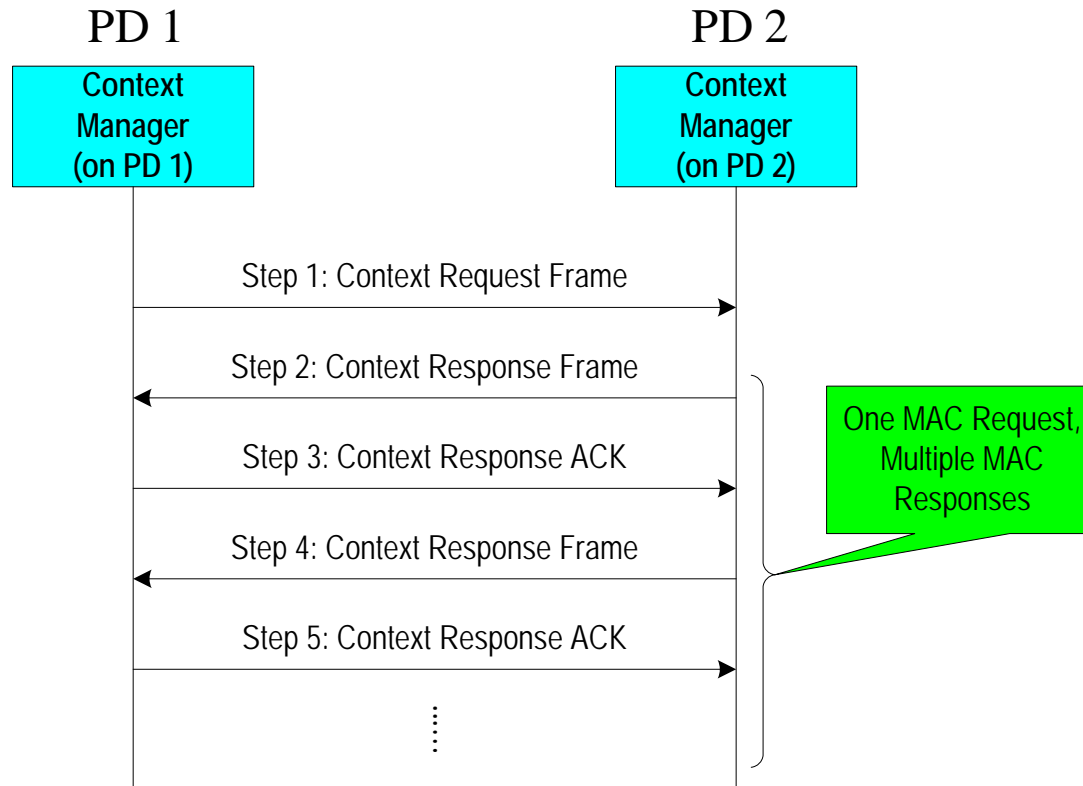 PD 1
PD 2
Context
Manager
(on PD 1)
Context
Manager
(on PD 2)
Step 1: Context Request Frame
Step 2: Context Response Frame
Step 3: Context Response ACK
Step 4: Context Response Frame
Step 5: Context Response ACK
One MAC Request,
Multiple MAC
Responses